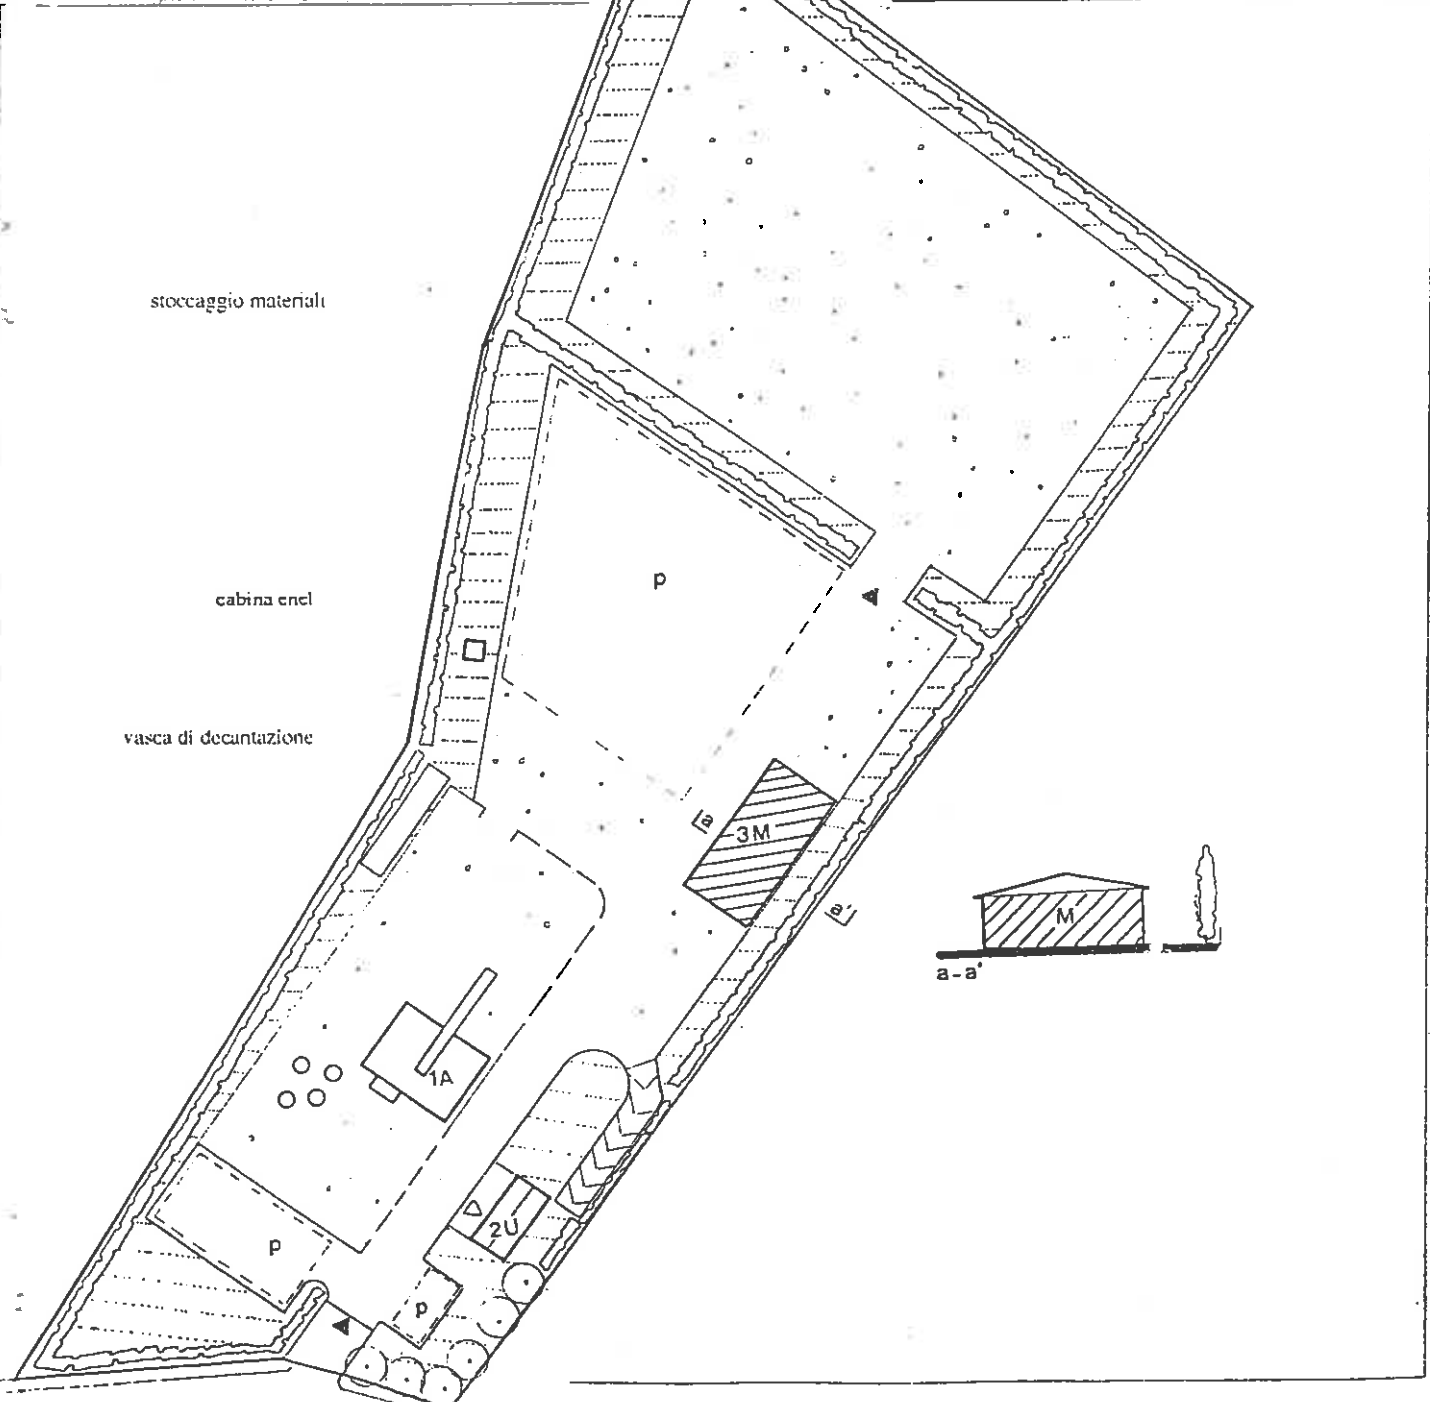 stoccaggio materiali
p
cabina enel
vasca di decantazione
a
3M
a'
M
a-a'
1A
2U
p
p